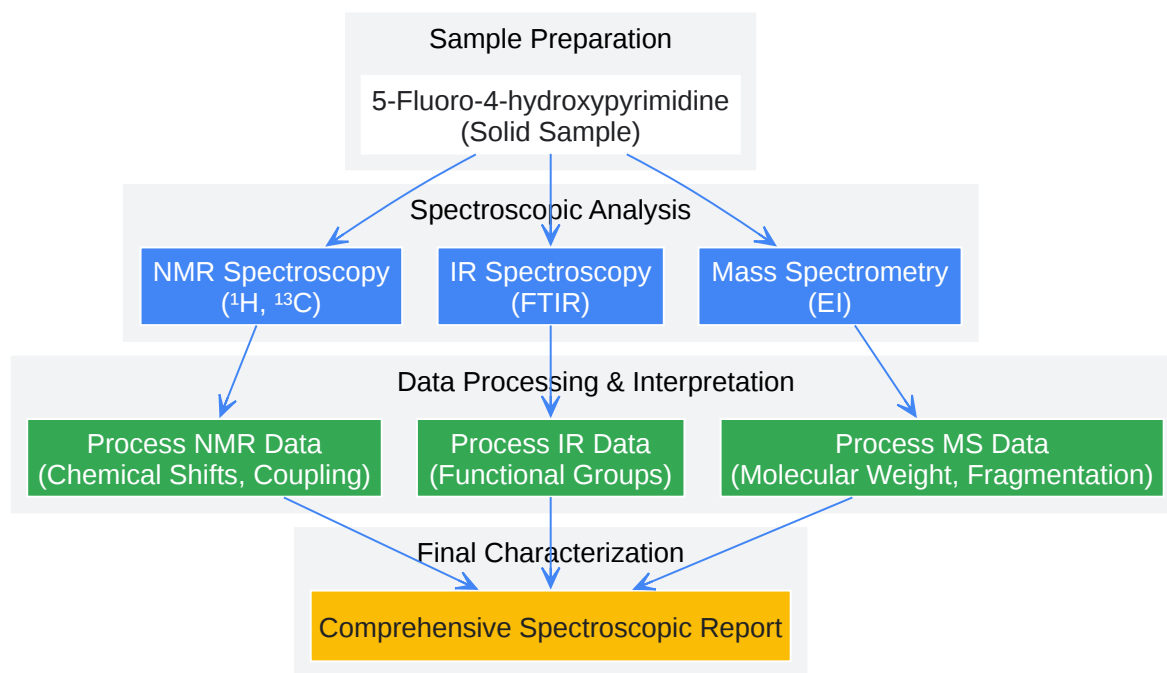 Sample Preparation
5-Fluoro-4-hydroxypyrimidine
(Solid Sample)
Spectroscopic Analysis
NMR Spectroscopy
(¹H, ¹³C)
IR Spectroscopy
(FTIR)
Mass Spectrometry
(EI)
Data Processing & Interpretation
Process NMR Data
(Chemical Shifts, Coupling)
Process IR Data
(Functional Groups)
Process MS Data
(Molecular Weight, Fragmentation)
Final Characterization
Comprehensive Spectroscopic Report